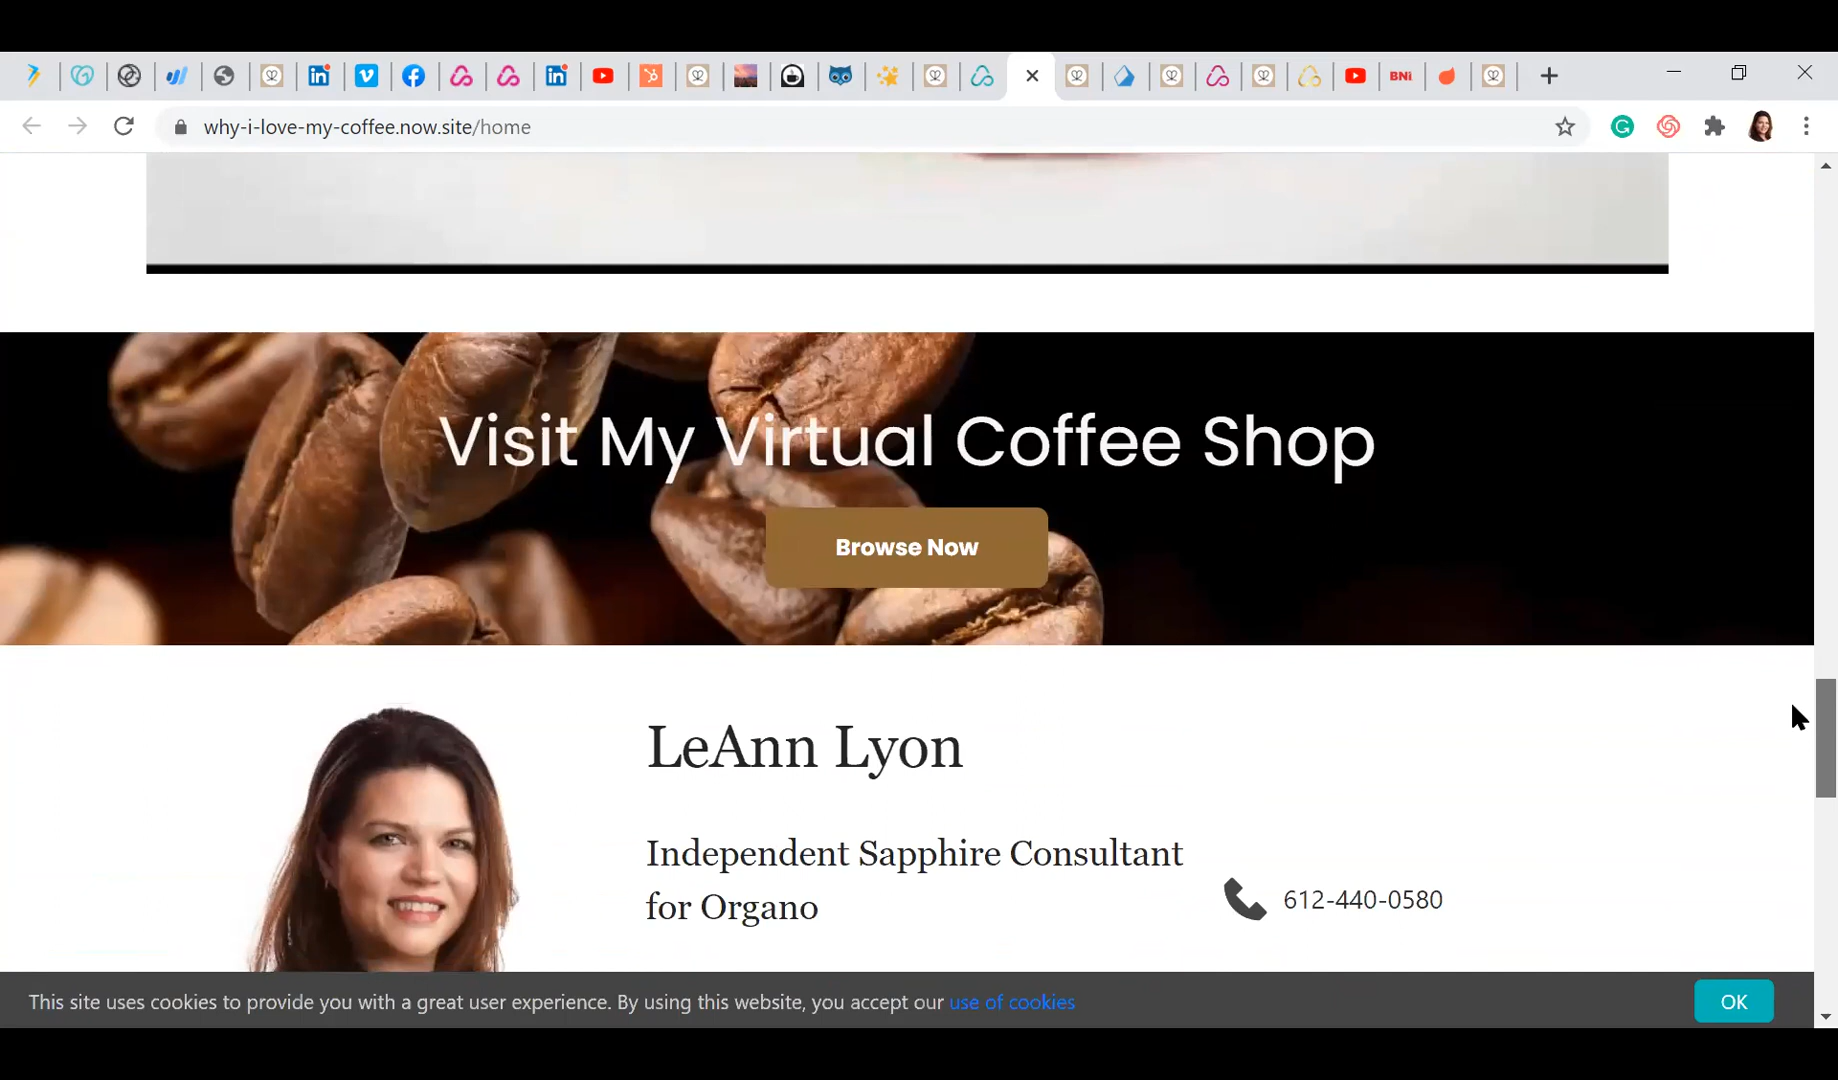 BNi
why-i-love-my-coffee.now.site/home
Visit My Virtual Coffee Shop
Browse Now
LeAnn Lyon
Independent Sapphire Consultant
for Organo
612-440-0580
This site uses cookies to provide you with a great user experience. By using this website, you accept our use of cookies
OK